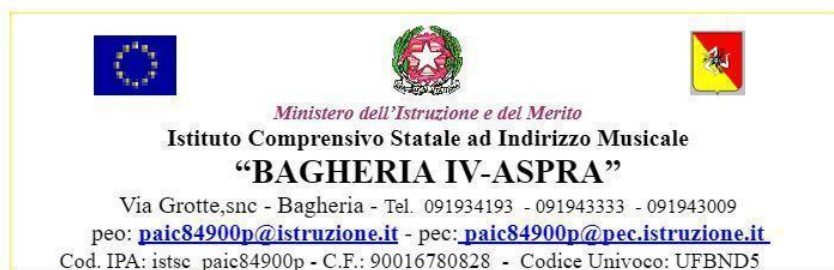 Ministero dell'Istruzione e del Merito
Istituto Comprensivo Statale ad Indirizzo Musicale
“BAGHERIA IV-ASPRA”
Via Grotte,snc - Bagheria - Tel. 091934193 - 091943333 - 091943009
peo: paic84900p@istruzione.it - pec: paic84900p@pec.istruzione.it
Cod. IPA: istsc_paic84900p - C.F.: 90016780828 - Codice Univoco: UFBND5